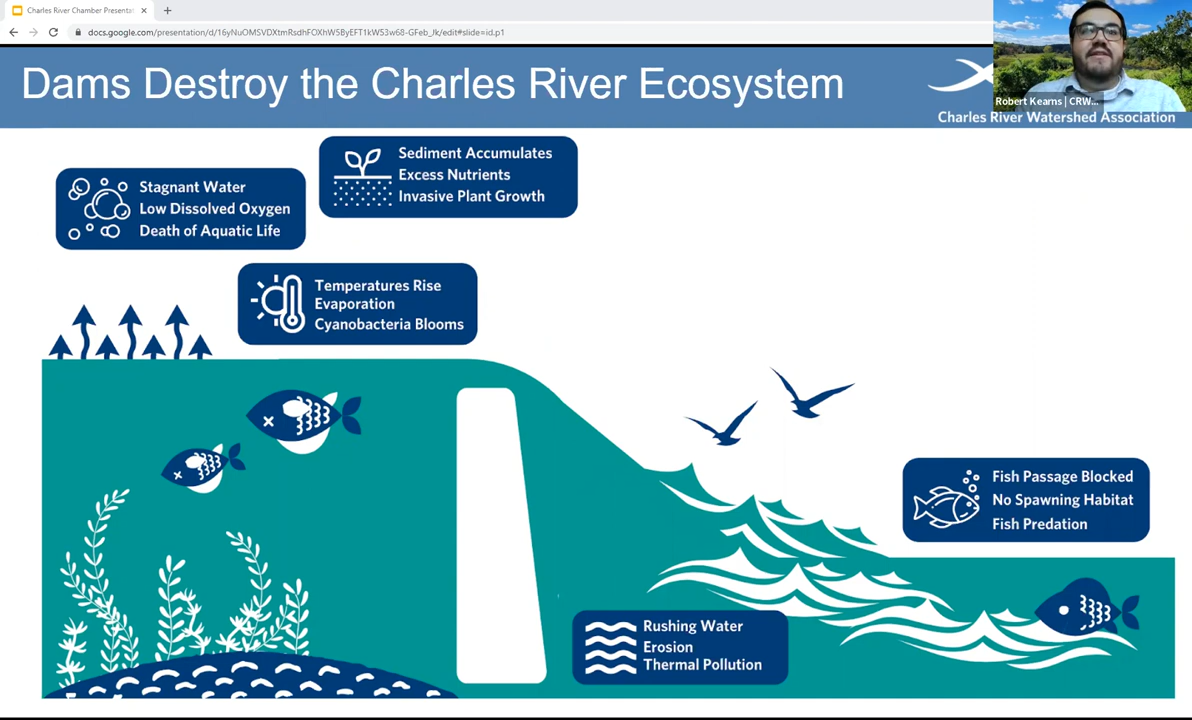 Charles River Chamber Presentat
docs.google.com/presentation/d/16yNuOMSVDXtmRsdhFOXhW5ByEFT1kW53w68-GFeb_Jk/edit#slide=id.p1
Dams Destroy the Charles River Ecosystem
Robert Kearns | CRW...
Charles River Watershed Association
Sediment Accumulates
Excess Nutrients
Invasive Plant Growth
Stagnant Water
Low Dissolved Oxygen
Death of Aquatic Life
Temperatures Rise
Evaporation
Cyanobacteria Blooms
Fish Passage Blocked
No Spawning Habitat
Fish Predation
Rushing Water
Erosion
Thermal Pollution